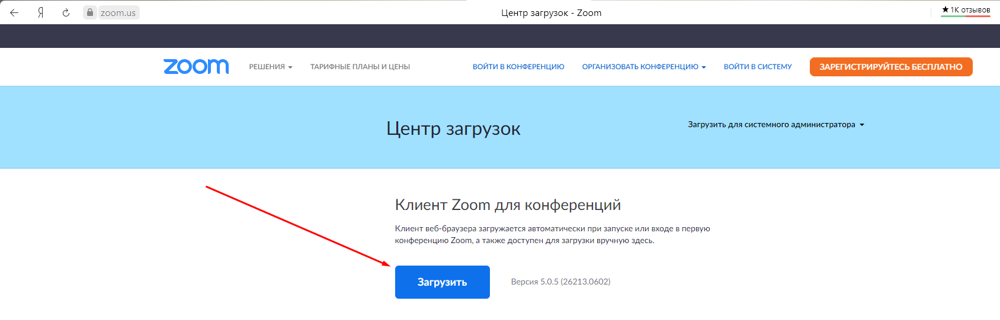 Я zoom.us Центр загрузок - Zoom ★ 1K отзывов
zoom РЕШЕНИЯ ТАРИФНЫЕ ПЛАНЫ И ЦЕНЫ ВОЙТИ В КОНФЕРЕНЦИЮ ОРГАНИЗОВАТЬ КОНФЕРЕНЦИЮ ВОЙТИ В СИСТЕМУ ЗАРЕГИСТРИРУЙТЕСЬ БЕСПЛАТНО
Центр загрузок Загрузить для системного администратора
Клиент Zoom для конференций
Клиент веб-браузера загружается автоматически при запуске или входе в первую
конференцию Zoom, а также доступен для загрузки вручную здесь.
Загрузить Версия 5.0.5 (26213.0602)